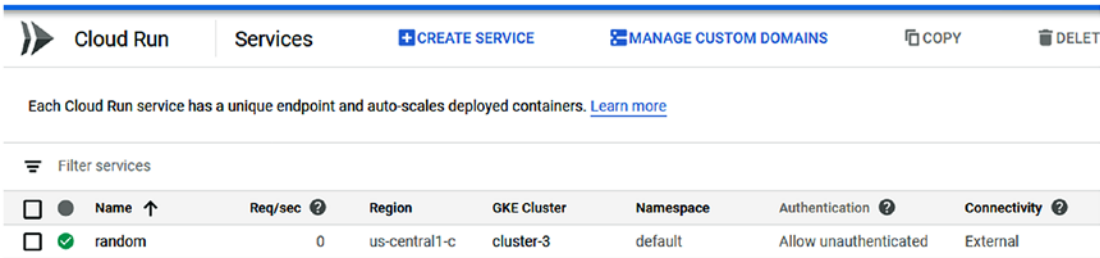 Cloud Run Services CREATE SERVICE MANAGE CUSTOM DOMAINS COPY DELET
Each Cloud Run service has a unique endpoint and auto-scales deployed containers. Learn more
Filter services
Name Req/sec Region GKE Cluster Namespace Authentication Connectivity
random 0 us-central1-c cluster-3 default Allow unauthenticated External